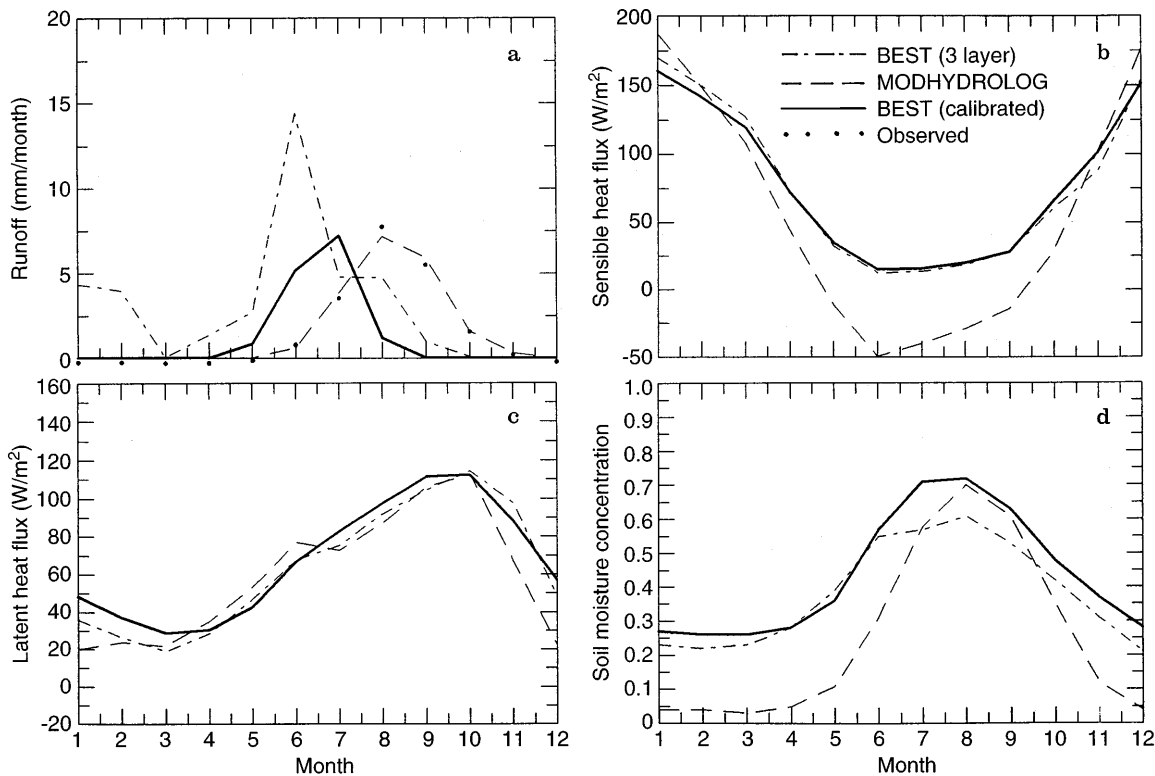 a
Runoff (mm/month)
20
15
10
5
0
b
BEST (3 layer)
MODHYDROLOG
BEST (calibrated)
Observed
Sensible heat flux (W/m²)
200
150
100
50
0
-50
c
Latent heat flux (W/m²)
160
140
120
100
80
60
40
20
0
-20
1 2 3 4 5 6 7 8 9 10 11 12
Month
d
Soil moisture concentration
1.0
0.9
0.8
0.7
0.6
0.5
0.4
0.3
0.2
0.1
0
1 2 3 4 5 6 7 8 9 10 11 12
Month